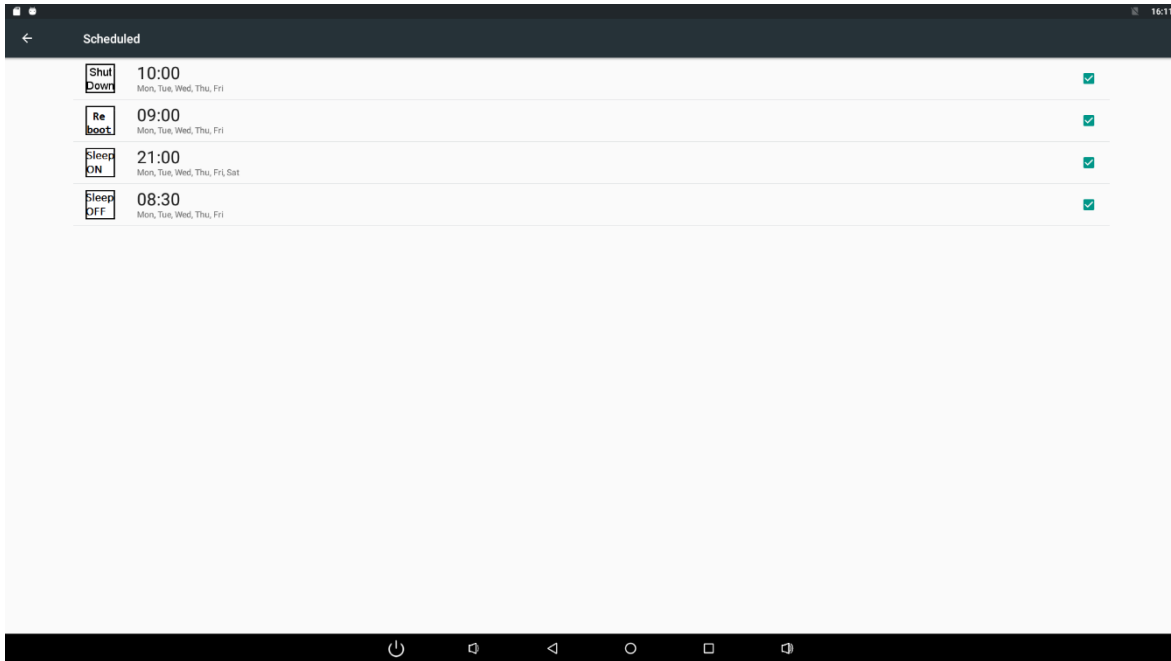 16:11
Scheduled
Shut
Down
10:00
Mon, Tue, Wed, Thu, Fri
Re
boot
09:00
Mon, Tue, Wed, Thu, Fri
Sleep
ON
21:00
Mon, Tue, Wed, Thu, Fri, Sat
Sleep
OFF
08:30
Mon, Tue, Wed, Thu, Fri